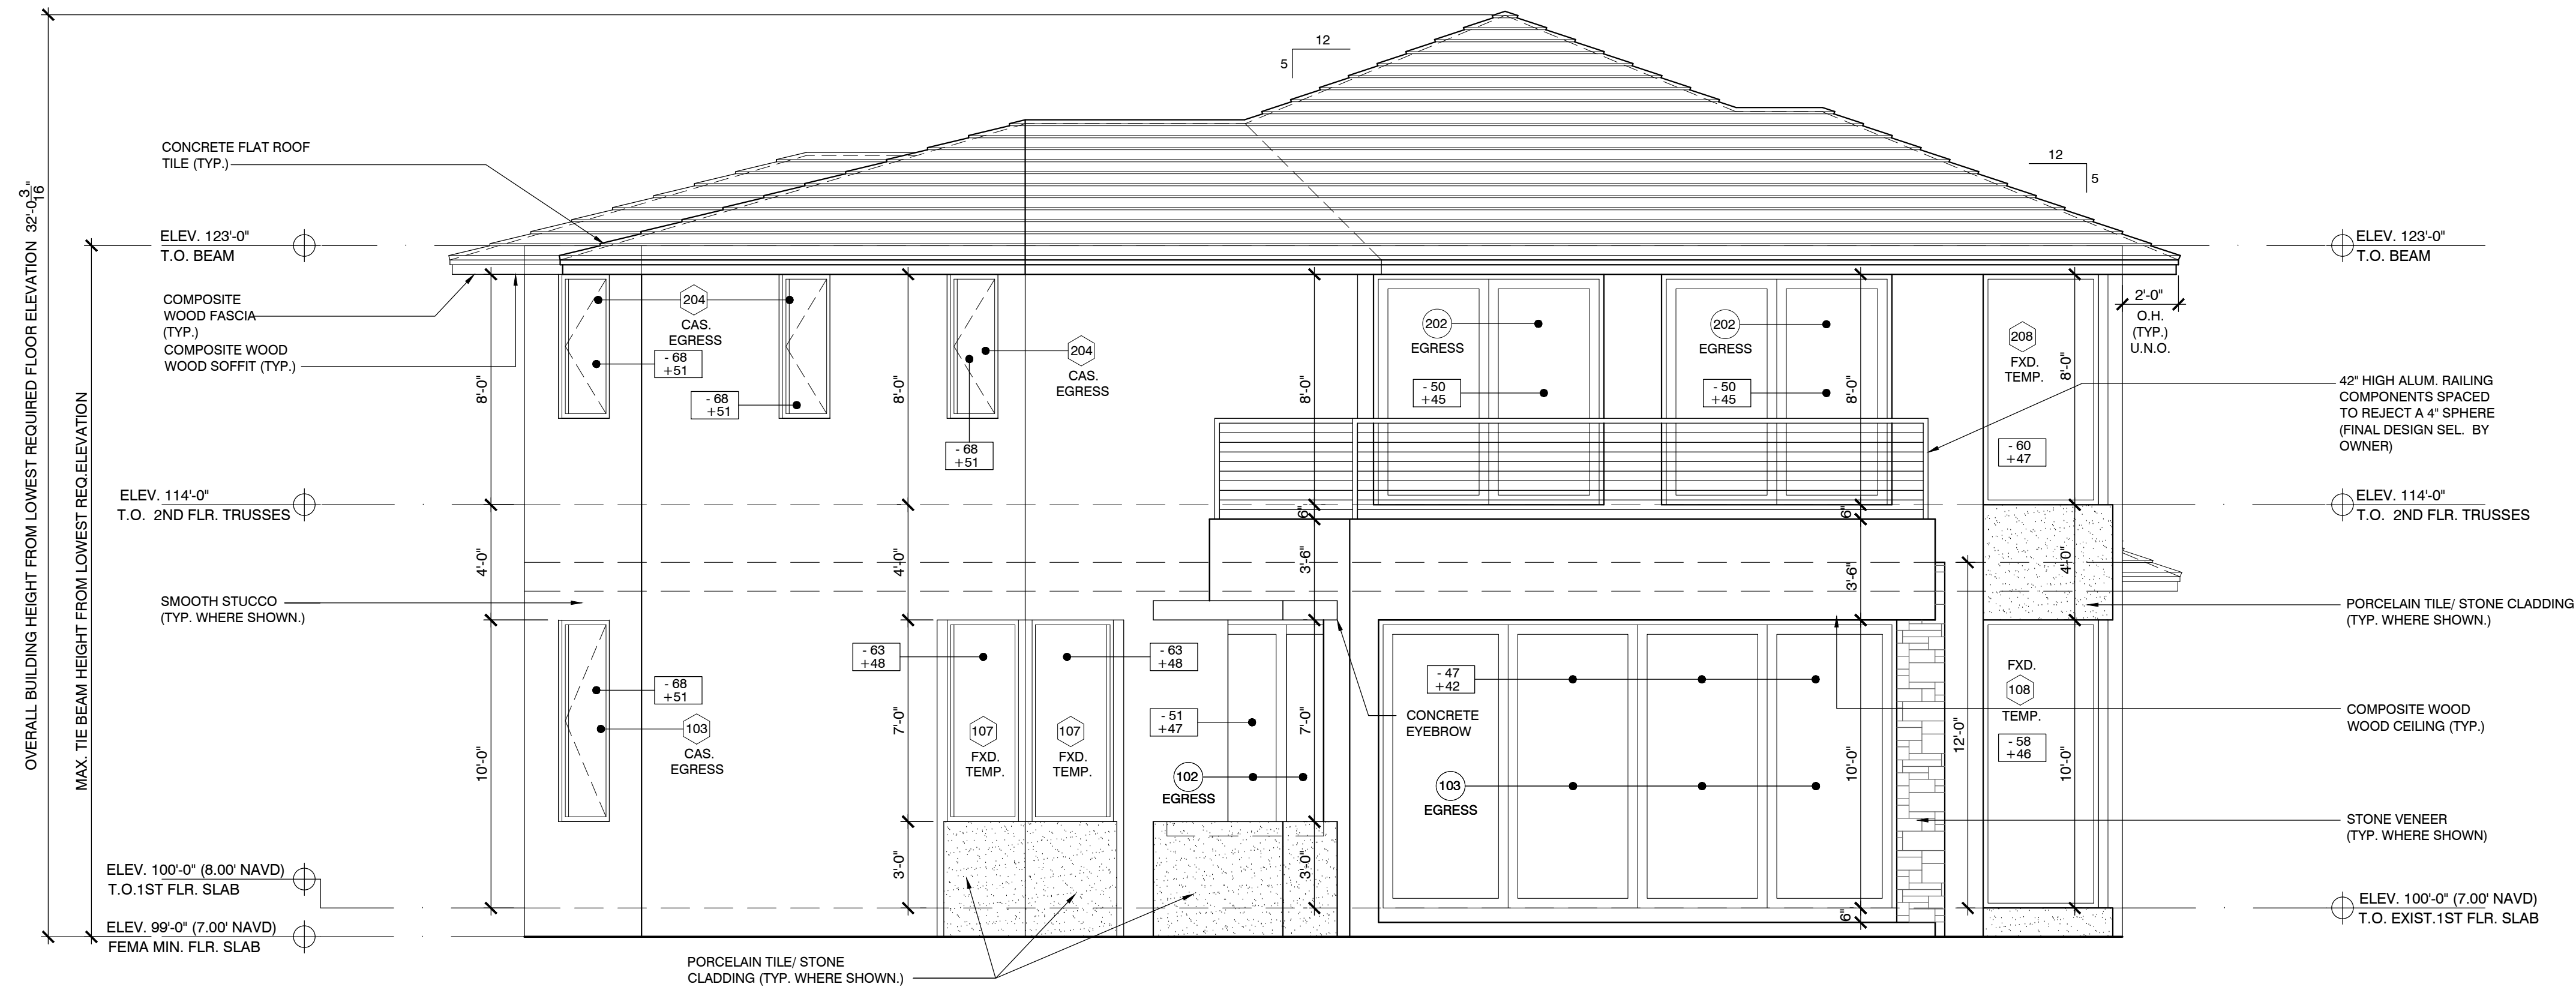 12
5
12
5
OVERALL BUILDING HEIGHT FROM LOWEST REQUIRED FLOOR ELEVATION 32'-0 3/16"
MAX. TIE BEAM HEIGHT FROM LOWEST REQ.ELEVATION
CONCRETE FLAT ROOF
TILE (TYP.)
ELEV. 123'-0"
T.O. BEAM
COMPOSITE
WOOD FASCIA
(TYP.)
COMPOSITE WOOD
WOOD SOFFIT (TYP.)
ELEV. 114'-0"
T.O. 2ND FLR. TRUSSES
SMOOTH STUCCO
(TYP. WHERE SHOWN.)
ELEV. 100'-0" (8.00' NAVD)
T.O.1ST FLR. SLAB
ELEV. 99'-0" (7.00' NAVD)
FEMA MIN. FLR. SLAB
8'-0"
4'-0"
10'-0"
204
CAS.
EGRESS
- 68
+51
- 68
+51
- 68
+51
204
CAS.
EGRESS
- 68
+51
103
CAS.
EGRESS
8'-0"
4'-0"
7'-0"
3'-0"
- 63
+48
- 63
+48
107
FXD.
TEMP.
107
FXD.
TEMP.
PORCELAIN TILE/ STONE
CLADDING (TYP. WHERE SHOWN.)
8'-0"
6"
3'-6"
7'-0"
3'-0"
- 51
+47
102
EGRESS
CONCRETE
EYEBROW
202
EGRESS
- 50
+45
202
EGRESS
- 50
+45
- 47
+42
103
EGRESS
8'-0"
6"
3'-6"
10'-0"
6"
12'-0"
208
FXD.
TEMP.
- 60
+47
8'-0"
4'-0"
10'-0"
FXD.
108
TEMP.
- 58
+46
2'-0"
O.H.
(TYP.)
U.N.O.
ELEV. 123'-0"
T.O. BEAM
42" HIGH ALUM. RAILING
COMPONENTS SPACED
TO REJECT A 4" SPHERE
(FINAL DESIGN SEL. BY
OWNER)
ELEV. 114'-0"
T.O. 2ND FLR. TRUSSES
PORCELAIN TILE/ STONE CLADDING
(TYP. WHERE SHOWN.)
COMPOSITE WOOD
WOOD CEILING (TYP.)
STONE VENEER
(TYP. WHERE SHOWN)
ELEV. 100'-0" (7.00' NAVD)
T.O. EXIST.1ST FLR. SLAB